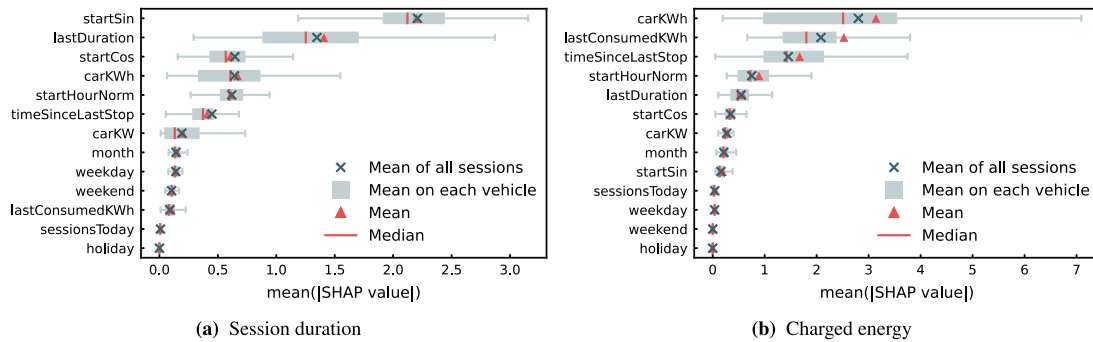 startSin
lastDuration
startCos
carKWh
startHourNorm
timeSinceLastStop
carKW
month
weekday
weekend
lastConsumedKWh
sessionsToday
holiday
Mean of all sessions
Mean on each vehicle
Mean
Median
0.0 0.5 1.0 1.5 2.0 2.5 3.0
mean(|SHAP value|)
(a) Session duration
carKWh
lastConsumedKWh
timeSinceLastStop
startHourNorm
lastDuration
startCos
carKW
month
startSin
sessionsToday
weekday
weekend
holiday
Mean of all sessions
Mean on each vehicle
Mean
Median
0 1 2 3 4 5 6 7
mean(|SHAP value|)
(b) Charged energy